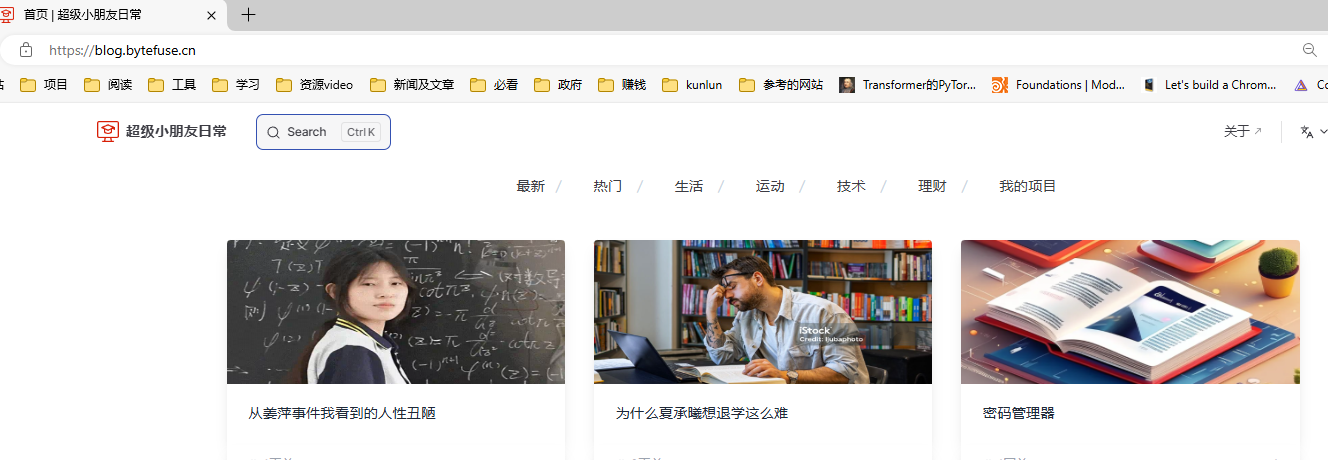 首页 | 超级小朋友日常
https://blog.bytefuse.cn
项目 阅读 工具 学习 资源video 新闻及文章 必看 政府 赚钱 kunlun 参考的网站 Transformer的PyTor... Foundations | Mod... Let's build a Chrom... Co
超级小朋友日常 Search Ctrl K 关于
最新 / 热门 / 生活 / 运动 / 技术 / 理财 / 我的项目
iStock
Credit: ljubaphoto
从姜萍事件我看到的人性丑陋 为什么夏承曦想退学这么难 密码管理器